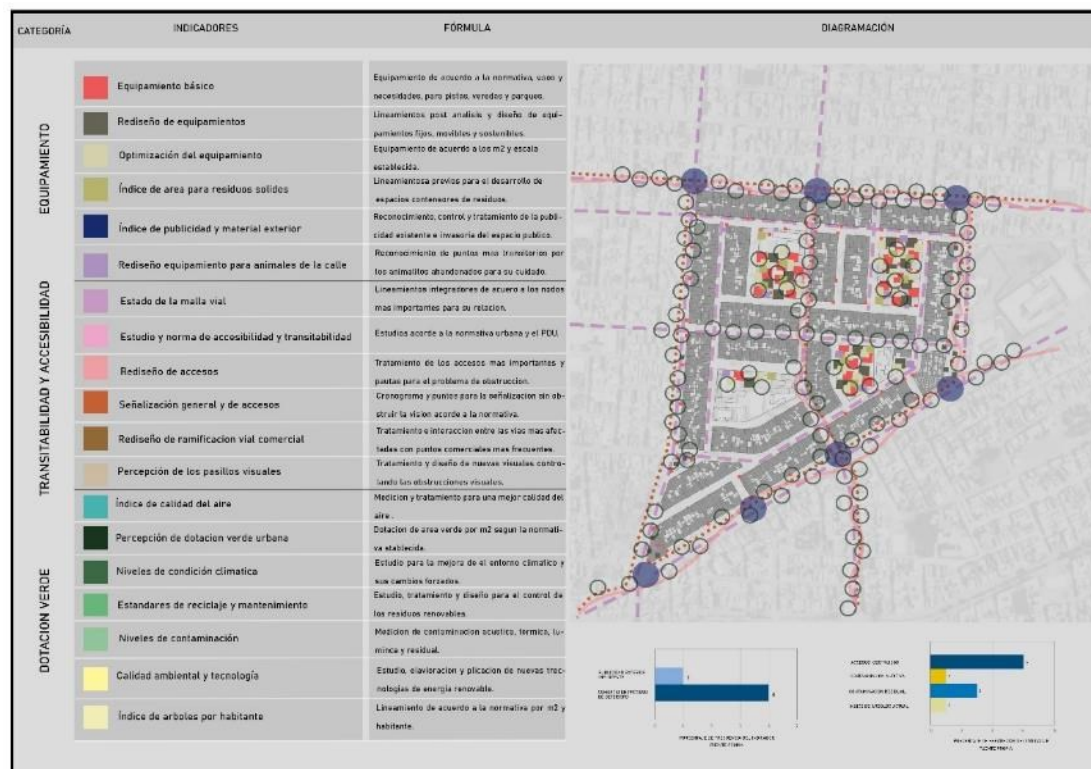 CATEGORÍA
INDICADORES
FÓRMULA
DIAGRAMACIÓN
EQUIPAMIENTO
Equipamiento básico
Equipamiento de acuerdo a la normativa, usos y
necesidades, para pistas, veredas y parques.
Rediseño de equipamientos
Lineamientos post analisis y diseño de equi-
pamientos fijos, movibles y sostenibles.
Optimización del equipamiento
Equipamiento de acuerdo a los m2 y escala
establecida.
Índice de area para residuos solides
Lineamientosa previos para el desarrollo de
espacios contensores de residuos.
Índice de publicidad y material exterior
Reconocimiento, control y tratamiento de la publi-
cidad existente e invasoria del espacio publico.
Rediseño equipamiento para animales de la calle
Reconocimiento de puntos mas transitorios por
los animalitos abandonados para su cuidado.
TRANSITABILIDAD Y ACCESIBILIDAD
Estado de la malla vial
Lineamientos integradores de acuero a los nodos
mas importantes para su relacion.
Estudio y norma de accesibilidad y transitabilidad
Estudios acorde a la normativa urbana y el PDU.
Rediseño de accesos
Tratamiento de los accesos mas importantes y
pautas para el problema de obstruccion.
Señalización general y de accesos
Cronograma y puntos para la señalizacion sin obs-
truir la vision acorde a la normativa.
Rediseño de ramificacion vial comercial
Tratamiento e interaccion entre las vias mas afec-
tadas con puntos comerciales mas frecuentes.
Percepción de los pasillos visuales
Tratamiento y diseño de nuevas visuales contro-
lando las obstrucciones visuales.
DOTACION VERDE
Índice de calidad del aire
Medicion y tratamiento para una mejor calidad del
aire .
Percepción de dotacion verde urbana
Dotacion de area verde por m2 segun la normati-
va establecida.
Niveles de condición climatica
Estudio para la mejora de el entorno climatico y
sus cambios forzados.
Estandares de reciclaje y mantenimiento
Estudio, tratamiento y diseño para el control de
los residuos renovables.
Niveles de contaminación
Medicion de contaminacion acustica, termica, lu-
minca y residual.
Calidad ambiental y tecnología
Estudio, elavioracion y plicacion de nuevas trec-
nologias de energia renovable.
Índice de arboles por habitante
Lineamiento de acuerdo a la normativa por m2 y
habitante.